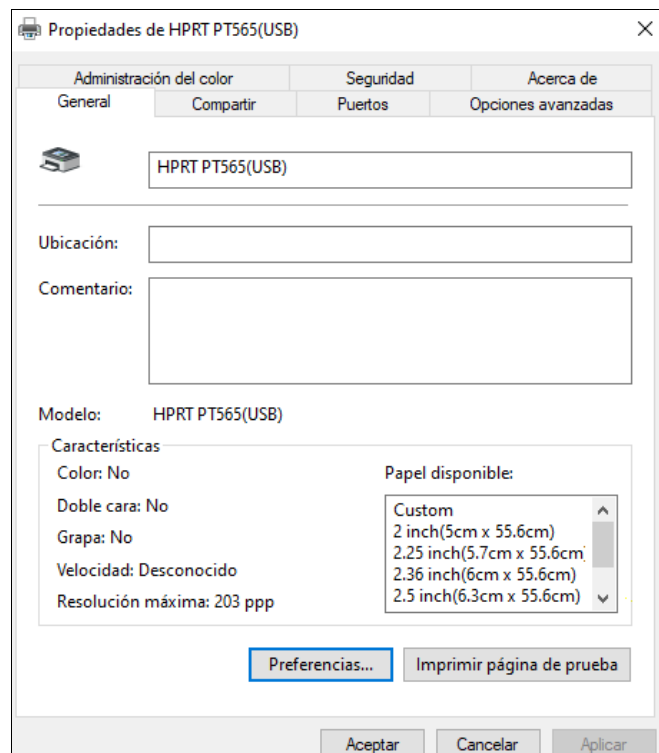 Propiedades de HPRT PT565(USB)
Administración del color
Seguridad
Acerca de
General
Compartir
Puertos
Opciones avanzadas
HPRT PT565(USB)
Ubicación:
Comentario:
Modelo: HPRT PT565(USB)
Características
Color: No
Doble cara: No
Grapa: No
Velocidad: Desconocido
Resolución máxima: 203 ppp
Papel disponible:
Custom
2 inch(5cm x 55.6cm)
2.25 inch(5.7cm x 55.6cm
2.36 inch(6cm x 55.6cm)
2.5 inch(6.3cm x 55.6cm)
Preferencias...
Imprimir página de prueba
Aceptar
Cancelar
Aplicar